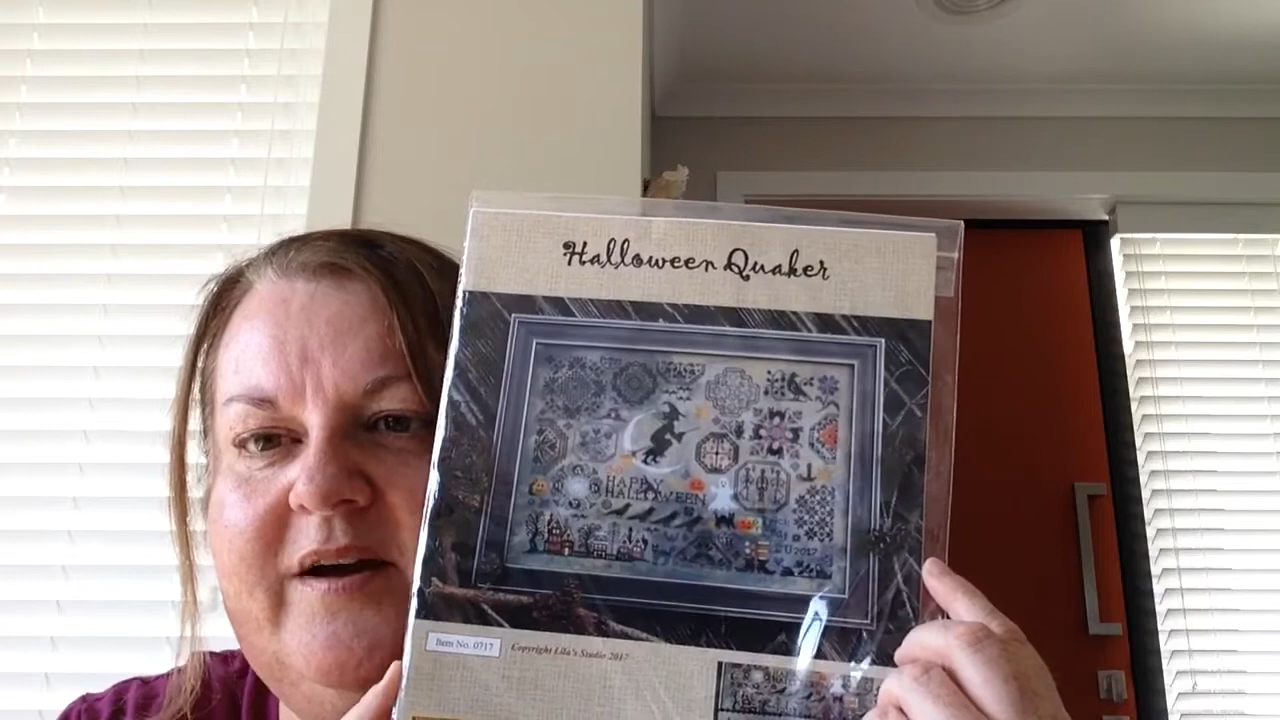 Halloween Quaker
HAPPY
HALLOWEEN
2017
Item No. 0717
Copyright Lila's Studio 2017